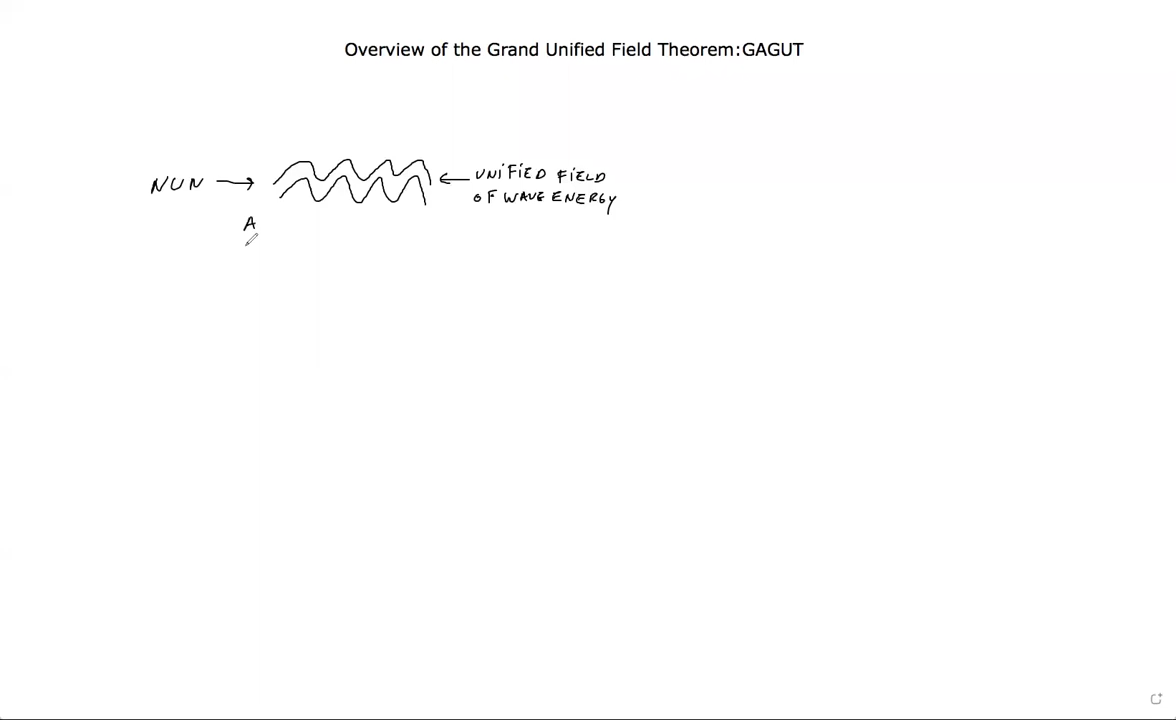 Overview of the Grand Unified Field Theorem:GAGUT
NUN
UNIFIED FIELD
OF WAVE ENERGY
A